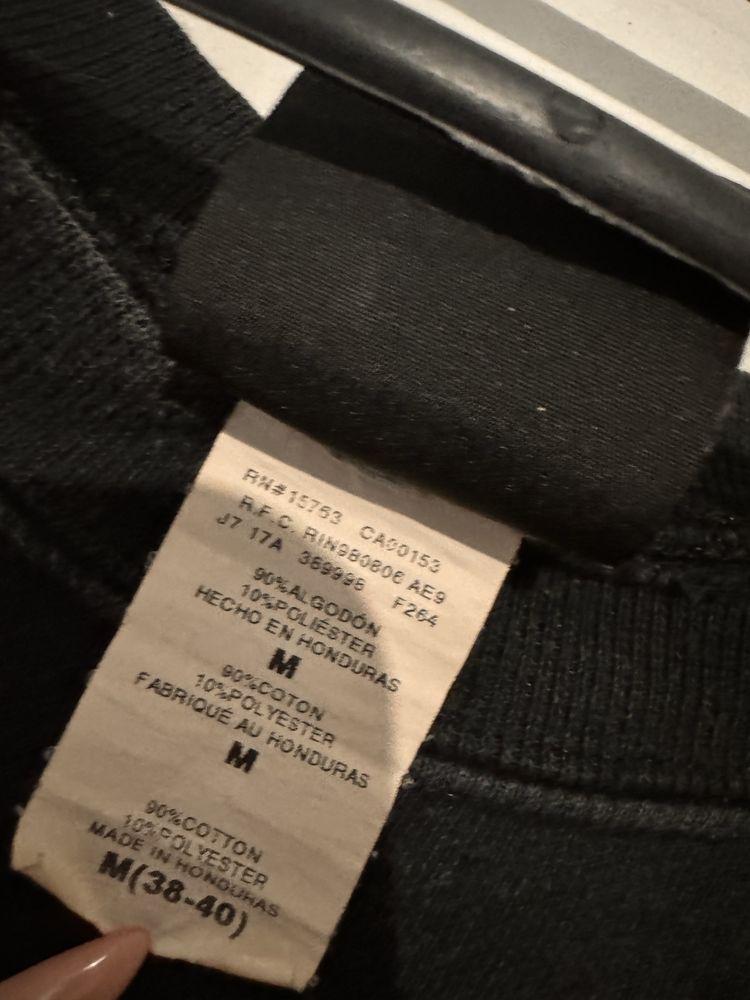 RN#15763 CA00153
R.F.C. RIN980806 AE9
J7 17A 369998 F264
90%ALGODÓN
10%POLIÉSTER
HECHO EN HONDURAS
M
90%COTON
10%POLYESTER
FABRIQUÉ AU HONDURAS
M
90%COTTON
10%POLYESTER
MADE IN HONDURAS
M(38-40)